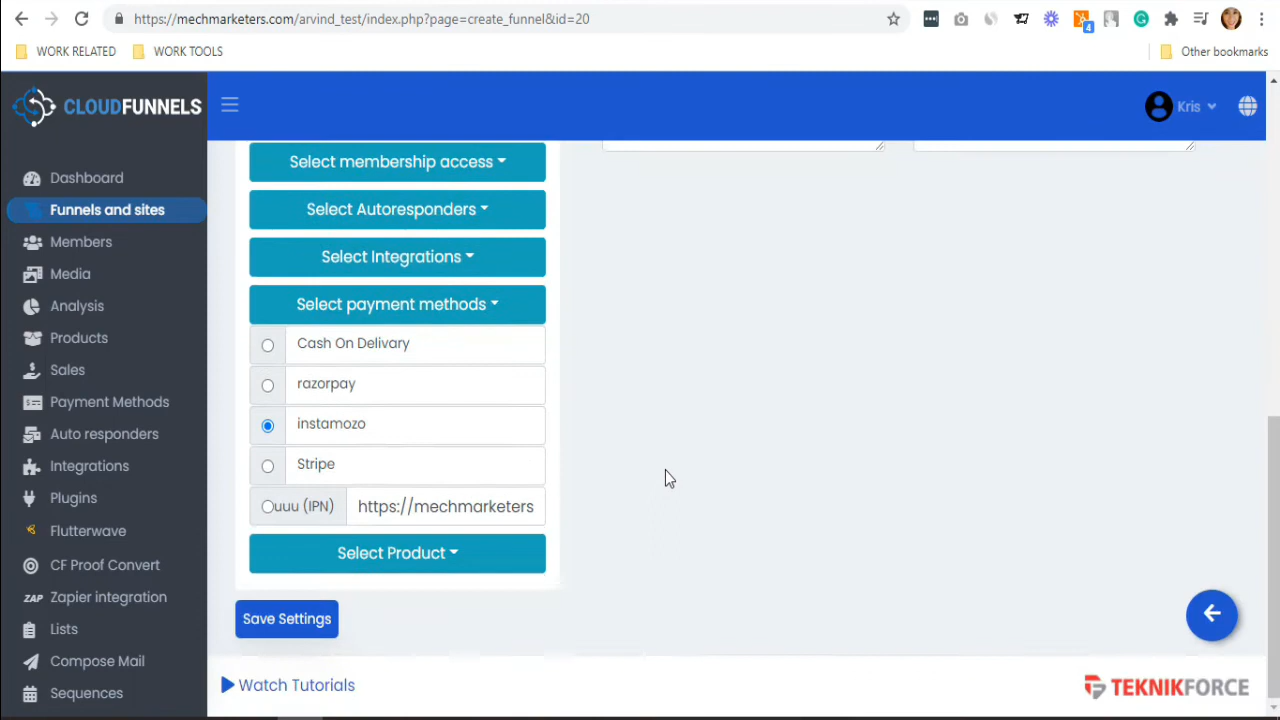 https://mechmarketers.com/arvind_test/index.php?page=create_funnel&id=20
4
WORK RELATED
WORK TOOLS
Other bookmarks
CLOUDFUNNELS
Kris
Dashboard
Funnels and sites
Members
Media
Analysis
Products
Sales
Payment Methods
Auto responders
Integrations
Plugins
Flutterwave
CF Proof Convert
ZAP Zapier integration
Lists
Compose Mail
Sequences
Select membership access
Select Autoresponders
Select Integrations
Select payment methods
Cash On Delivary
razorpay
instamozo
Stripe
uuu (IPN) https://mechmarketers
Select Product
Save Settings
Watch Tutorials
TEKNIKFORCE